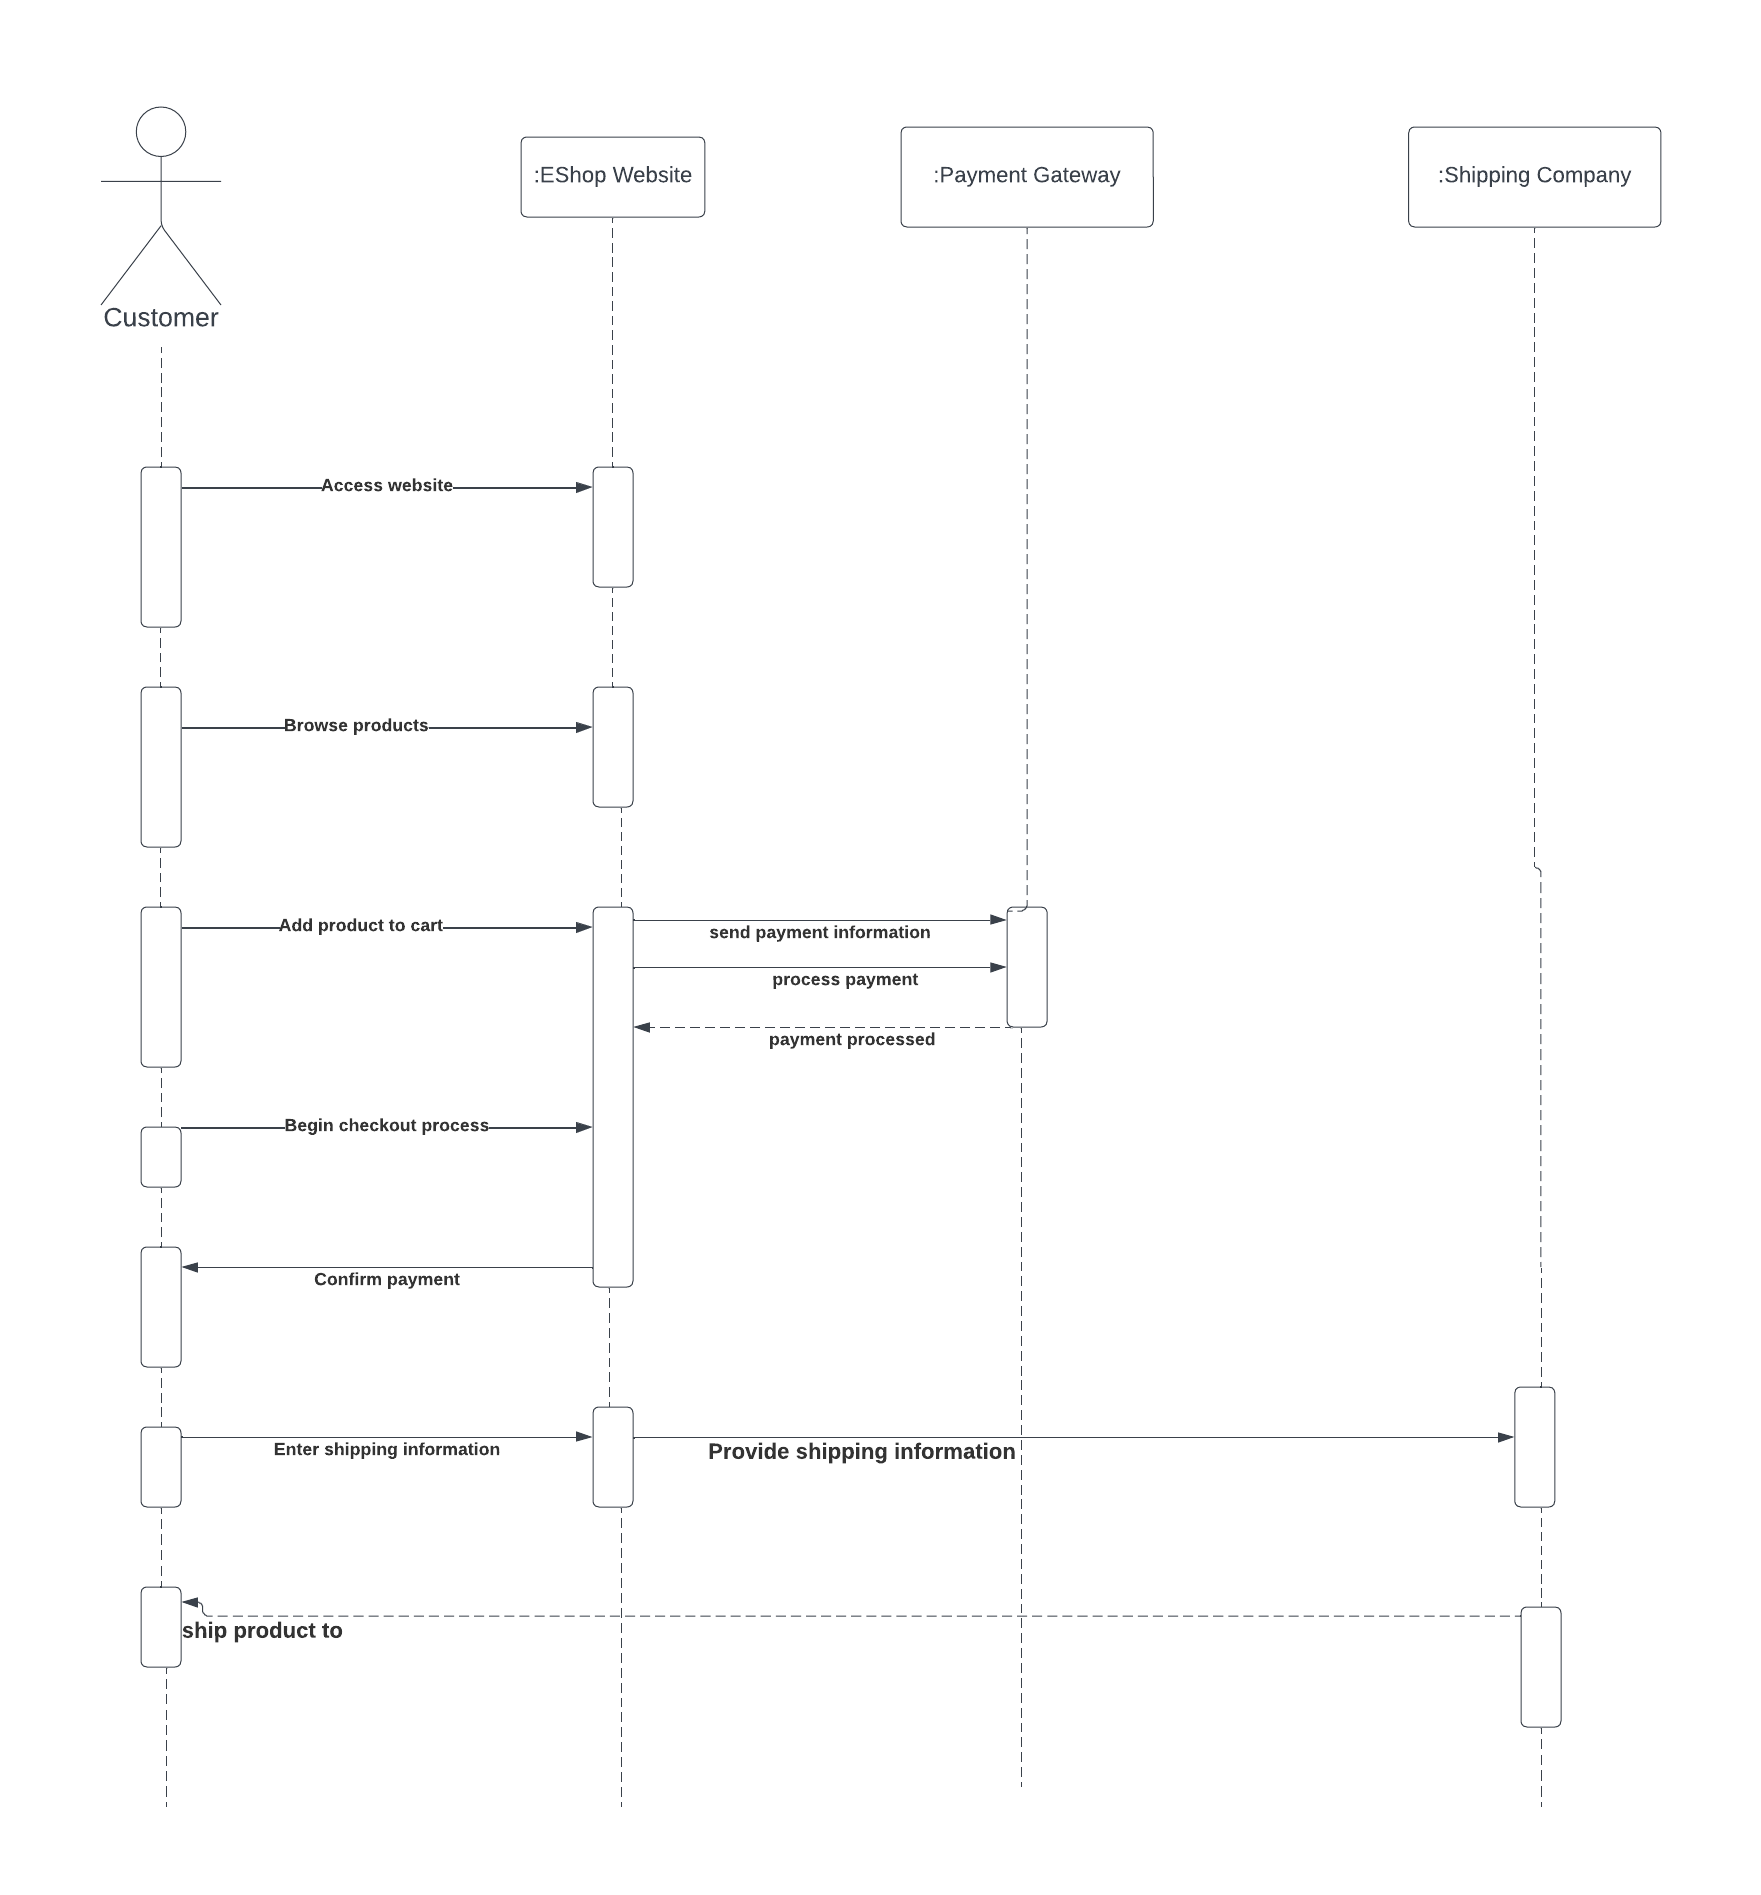 :EShop Website
:Payment Gateway
:Shipping Company
Customer
Access website
Browse products
Add product to cart
send payment information
process payment
payment processed
Begin checkout process
Confirm payment
Enter shipping information
Provide shipping information
ship product to